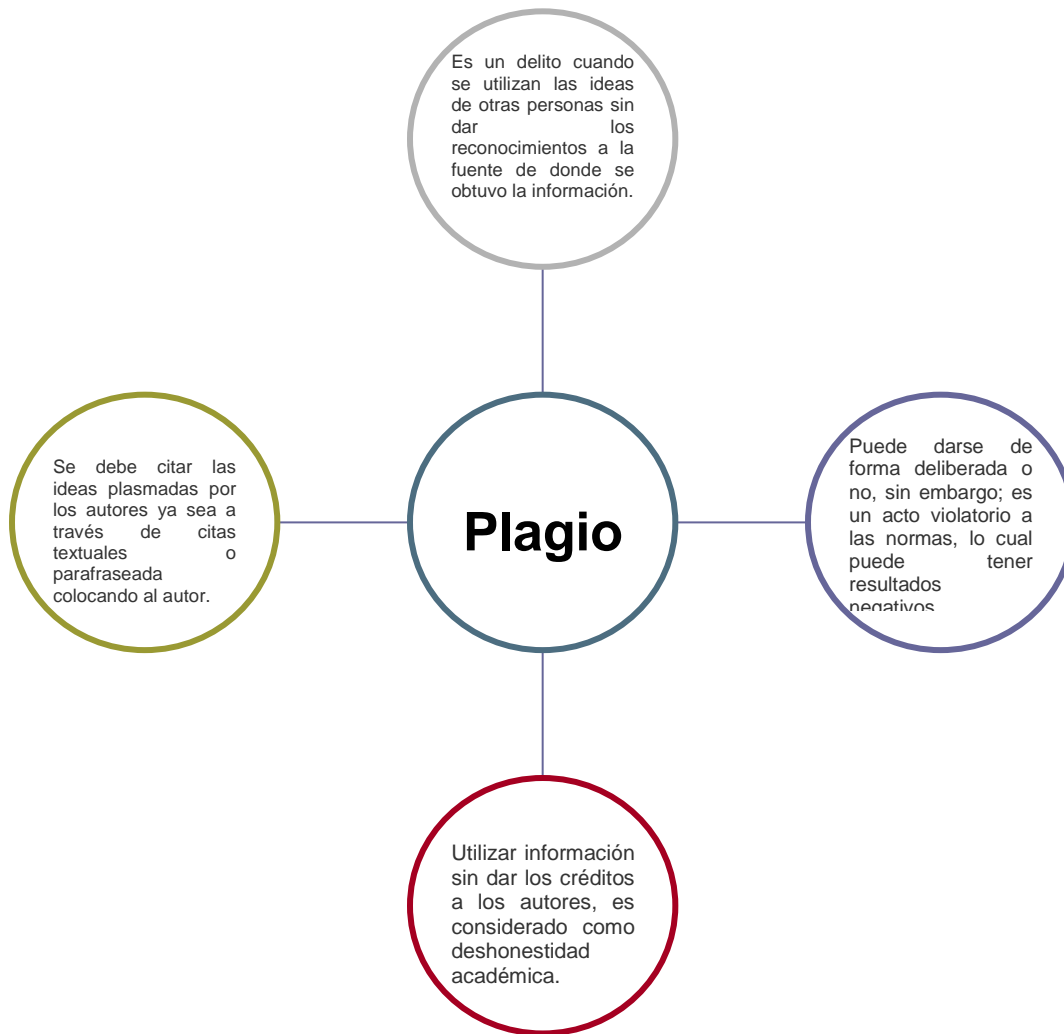 Es un delito cuando
se utilizan las ideas
de otras personas sin
dar los
reconocimientos a la
fuente de donde se
obtuvo la información.
Se debe citar las
ideas plasmadas por
los autores ya sea a
través de citas
textuales o
parafraseada
colocando al autor.
Plagio
Puede darse de
forma deliberada o
no, sin embargo; es
un acto violatorio a
las normas, lo cual
puede tener
resultados
negativos
Utilizar información
sin dar los créditos
a los autores, es
considerado como
deshonestidad
académica.